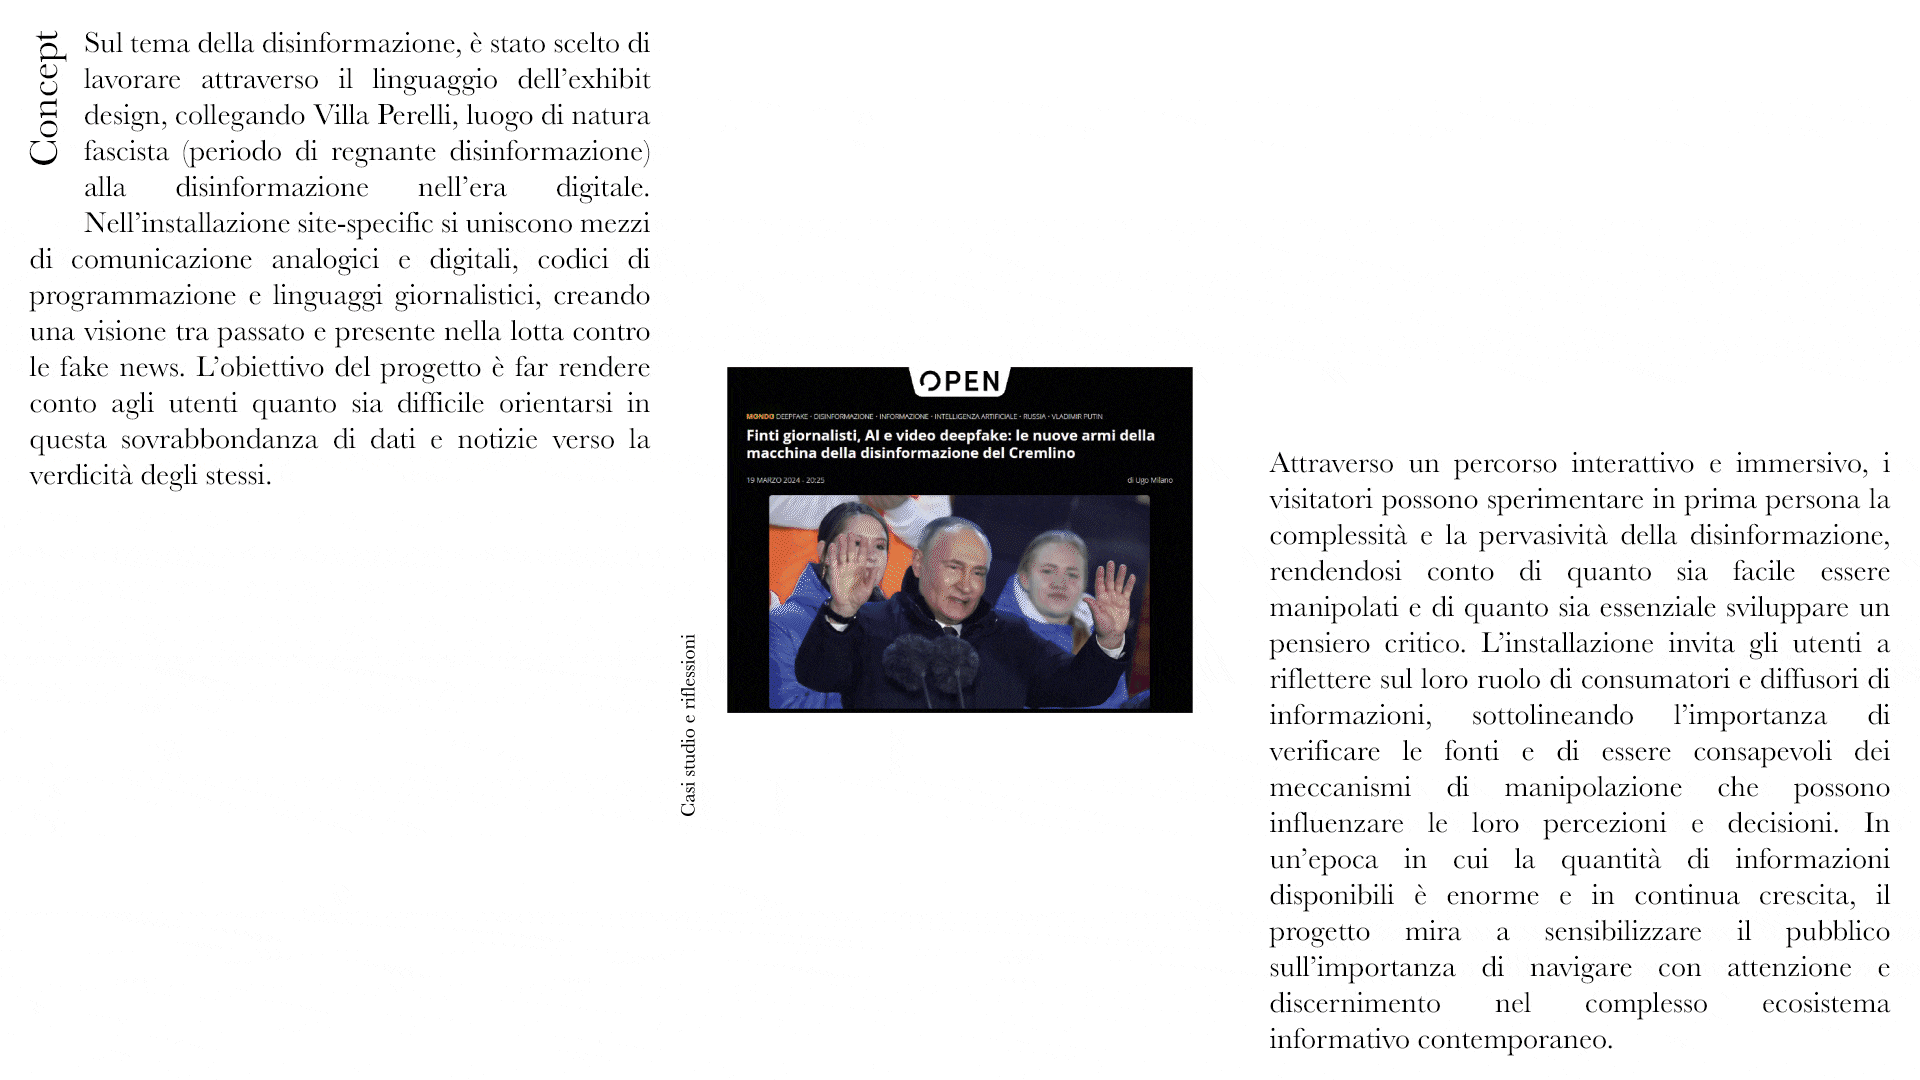 Concept
Sul tema della disinformazione, è stato scelto di
lavorare attraverso il linguaggio dell’exhibit
design, collegando Villa Perelli, luogo di natura
fascista (periodo di regnante disinformazione)
alla disinformazione nell’era digitale.
Nell’installazione site-specific si uniscono mezzi
di comunicazione analogici e digitali, codici di
programmazione e linguaggi giornalistici, creando
una visione tra passato e presente nella lotta contro
le fake news. L’obiettivo del progetto è far rendere
conto agli utenti quanto sia difficile orientarsi in
questa sovrabbondanza di dati e notizie verso la
verdicità degli stessi.
Casi studio e riflessioni
OPEN
MONDO DEEPFAKE • DISINFORMAZIONE • INFORMAZIONE • INTELLIGENZA ARTIFICIALE • RUSSIA • VLADIMIR PUTIN
Finti giornalisti, AI e video deepfake: le nuove armi della
macchina della disinformazione del Cremlino
19 MARZO 2024 - 20:25
di Ugo Milano
Attraverso un percorso interattivo e immersivo, i
visitatori possono sperimentare in prima persona la
complessità e la pervasività della disinformazione,
rendendosi conto di quanto sia facile essere
manipolati e di quanto sia essenziale sviluppare un
pensiero critico. L’installazione invita gli utenti a
riflettere sul loro ruolo di consumatori e diffusori di
informazioni, sottolineando l’importanza di
verificare le fonti e di essere consapevoli dei
meccanismi di manipolazione che possono
influenzare le loro percezioni e decisioni. In
un’epoca in cui la quantità di informazioni
disponibili è enorme e in continua crescita, il
progetto mira a sensibilizzare il pubblico
sull’importanza di navigare con attenzione e
discernimento nel complesso ecosistema
informativo contemporaneo.